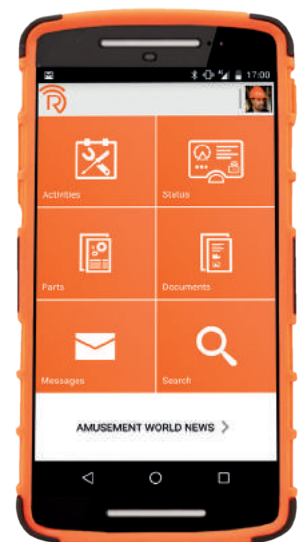 17:00
Activities
Status
Parts
Documents
Messages
Search
AMUSEMENT WORLD NEWS